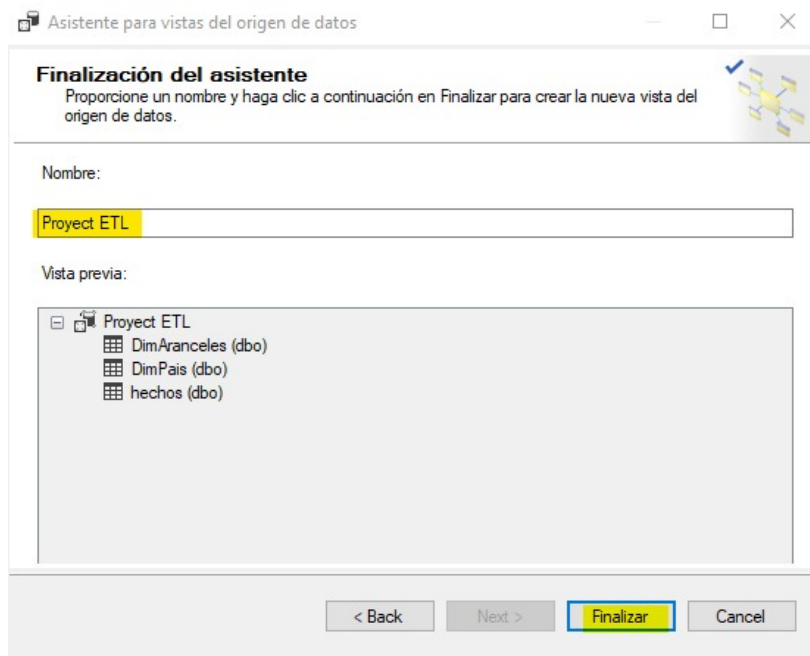 Asistente para vistas del origen de datos
Finalización del asistente
Proporcione un nombre y haga clic a continuación en Finalizar para crear la nueva vista del
origen de datos.
Nombre:
Proyect ETL
Vista previa:
Proyect ETL
DimAranceles (dbo)
DimPais (dbo)
hechos (dbo)
< Back Next > Finalizar Cancel